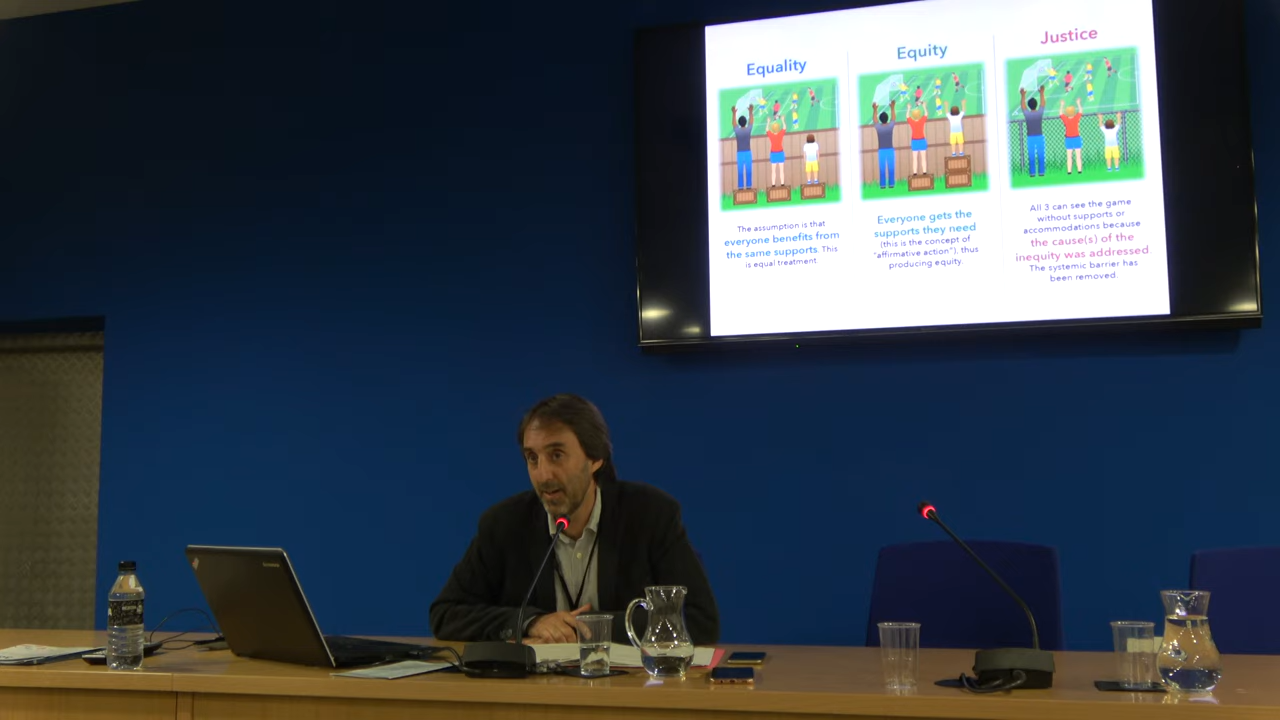 Equality
The assumption is that
everyone benefits from
the same supports. This
is equal treatment
Equity
Everyone gets the
supports they need
(this is the concept of
"affirmative action"), thus
producing equity.
Justice
All 3 can see the game
without supports or
accommodations because
the cause(s) of the
inequity was addressed.
The systemic barrier has
been removed.